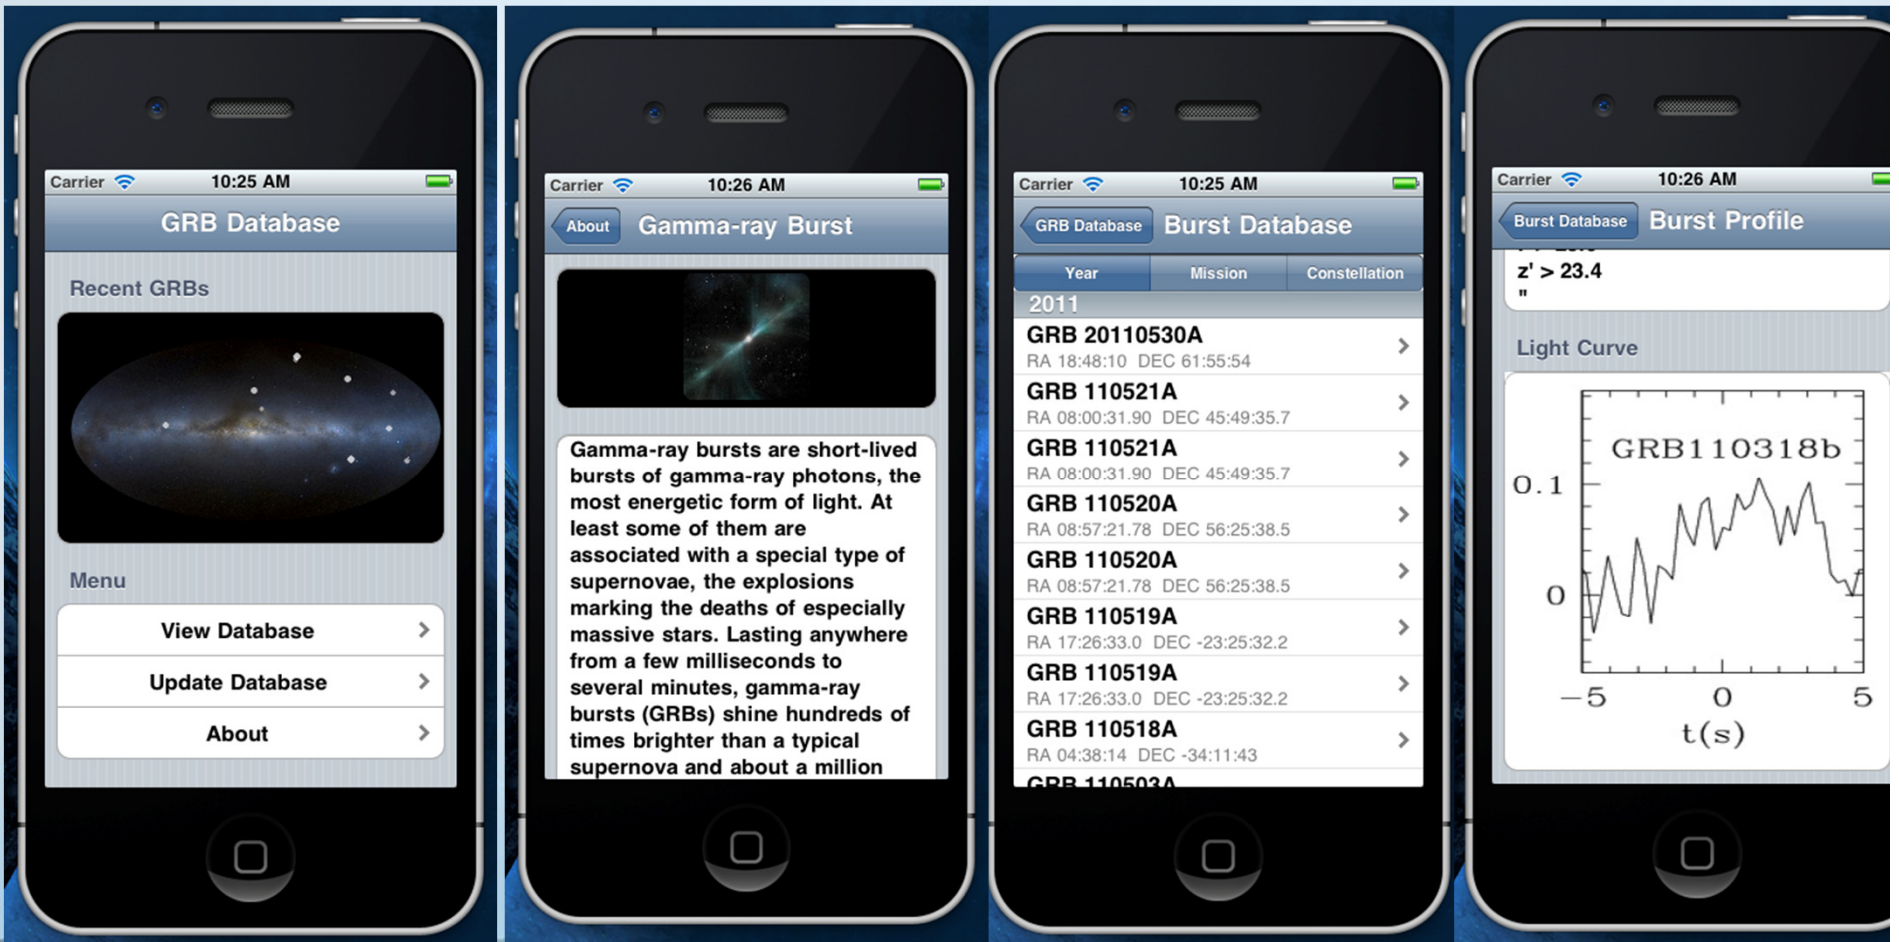 Carrier 10:25 AM
GRB Database
Recent GRBs
Menu
View Database
Update Database
About
Carrier 10:26 AM
About Gamma-ray Burst
Gamma-ray bursts are short-lived
bursts of gamma-ray photons, the
most energetic form of light. At
least some of them are
associated with a special type of
supernovae, the explosions
marking the deaths of especially
massive stars. Lasting anywhere
from a few milliseconds to
several minutes, gamma-ray
bursts (GRBs) shine hundreds of
times brighter than a typical
supernova and about a million
Carrier 10:25 AM
GRB Database Burst Database
Year Mission Constellation
2011
GRB 20110530A
RA 18:48:10 DEC 61:55:54
GRB 110521A
RA 08:00:31.90 DEC 45:49:35.7
GRB 110521A
RA 08:00:31.90 DEC 45:49:35.7
GRB 110520A
RA 08:57:21.78 DEC 56:25:38.5
GRB 110520A
RA 08:57:21.78 DEC 56:25:38.5
GRB 110519A
RA 17:26:33.0 DEC -23:25:32.2
GRB 110519A
RA 17:26:33.0 DEC -23:25:32.2
GRB 110518A
RA 04:38:14 DEC -34:11:43
GRB 110503A
Carrier 10:26 AM
Burst Database Burst Profile
z' > 23.4
"
Light Curve
GRB110318b
0.1
0
-5 0 5
t(s)